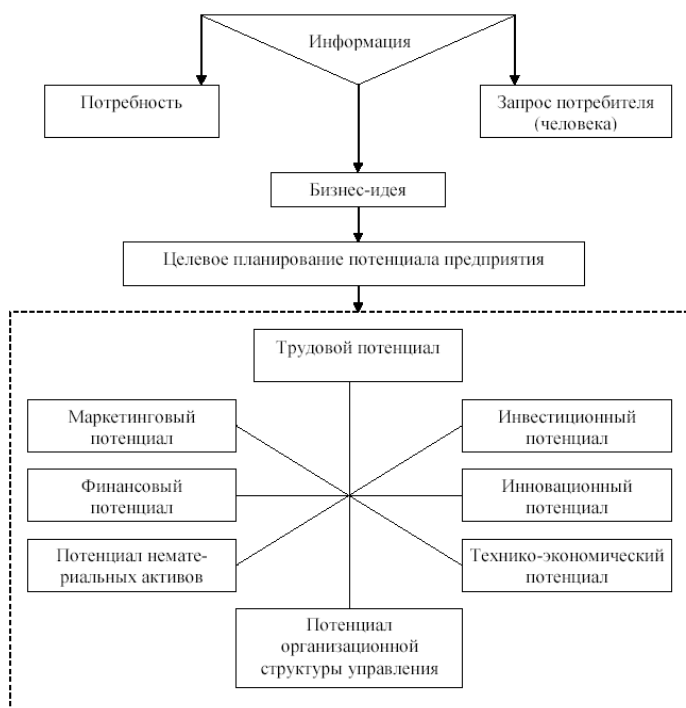 Информация
Потребность
Запрос потребителя
(человека)
Бизнес-идея
Целевое планирование потенциала предприятия
Трудовой потенциал
Маркетинговый
потенциал
Инвестиционный
потенциал
Финансовый
потенциал
Инновационный
потенциал
Потенциал немате-
риальных активов
Технико-экономический
потенциал
Потенциал
организационной
структуры управления